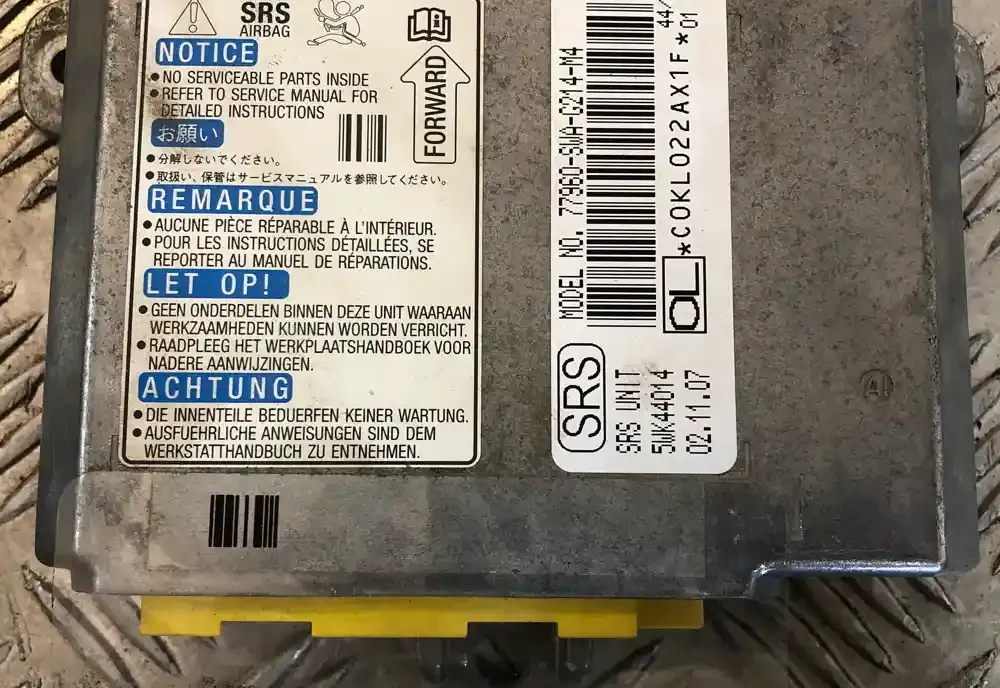 SRS
AIRBAG
NOTICE
• NO SERVICEABLE PARTS INSIDE
• REFER TO SERVICE MANUAL FOR
DETAILED INSTRUCTIONS
お願い
• 分解しないでください。
• 取扱い、保管はサービスマニュアルを参照してください。
REMARQUE
• AUCUNE PIÈCE RÉPARABLE À L'INTÉRIEUR.
• POUR LES INSTRUCTIONS DÉTAILLÉES, SE
REPORTER AU MANUEL DE RÉPARATIONS.
LET OP!
• GEEN ONDERDELEN BINNEN DEZE UNIT WAARAAN
WERKZAAMHEDEN KUNNEN WORDEN VERRICHT.
• RAADPLEEG HET WERKPLAATSHANDBOEK VOOR
NADERE AANWIJZINGEN.
ACHTUNG
• DIE INNENTEILE BEDUERFEN KEINER WARTUNG.
• AUSFUEHRLICHE ANWEISUNGEN SIND DEM
WERKSTATTHANDBUCH ZU ENTNEHMEN.
FORWARD
MODEL NO. 77960-SWA-G214-M4
44/
01
*C0KL022AX1F*
OL
SRS
SRS UNIT
5WK44014
02.11.07
Al